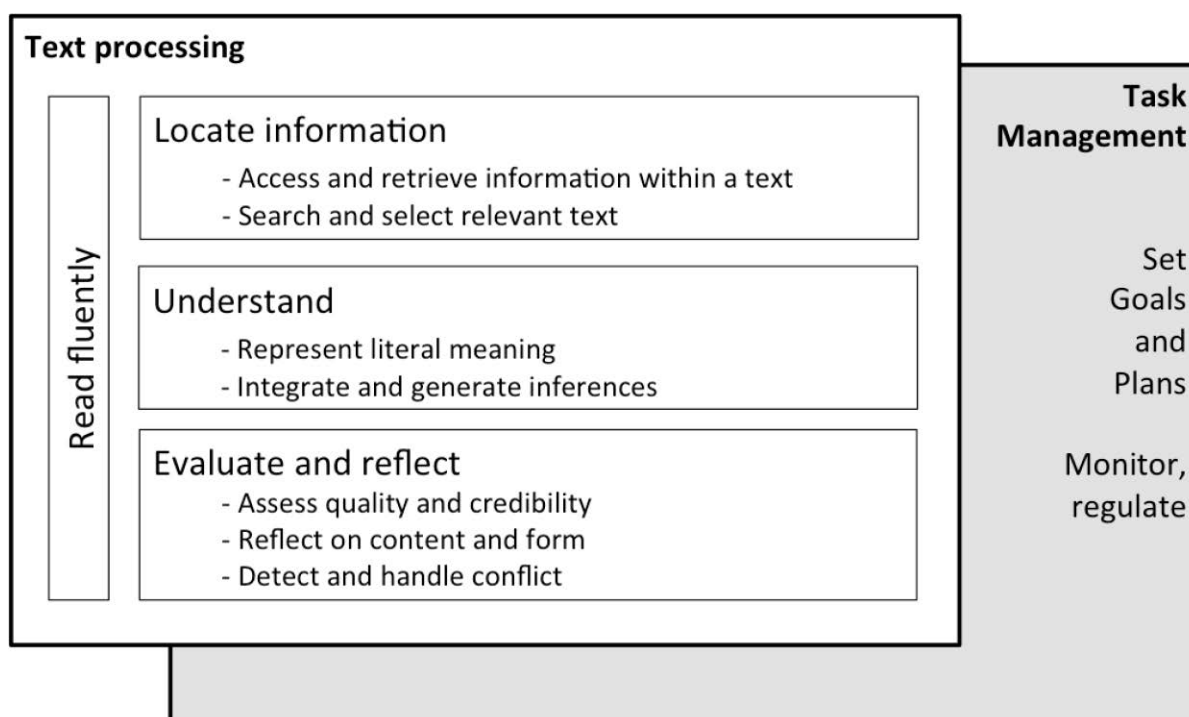 Text processing
Read fluently
Locate information
- Access and retrieve information within a text
- Search and select relevant text
Understand
- Represent literal meaning
- Integrate and generate inferences
Evaluate and reflect
- Assess quality and credibility
- Reflect on content and form
- Detect and handle conflict
Task
Management
Set
Goals
and
Plans
Monitor,
regulate